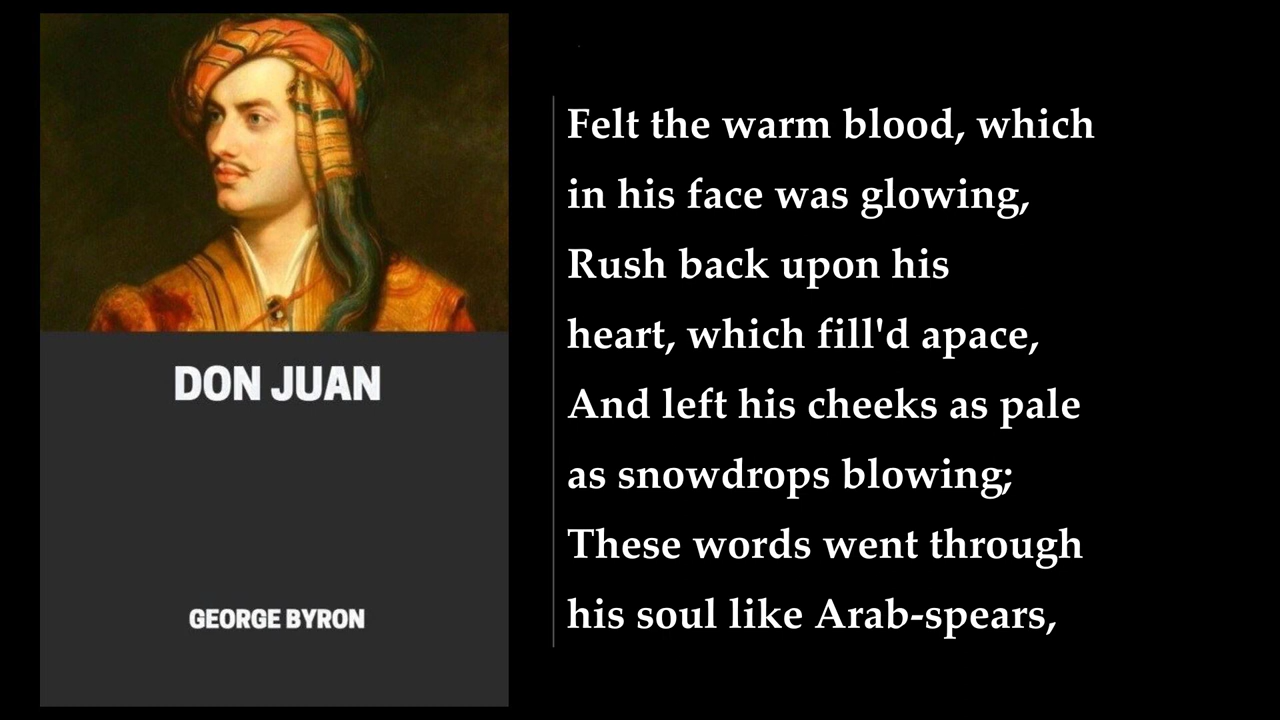 DON JUAN
GEORGE BYRON
Felt the warm blood, which
in his face was glowing,
Rush back upon his
heart, which fill'd apace,
And left his cheeks as pale
as snowdrops blowing;
These words went through
his soul like Arab-spears,